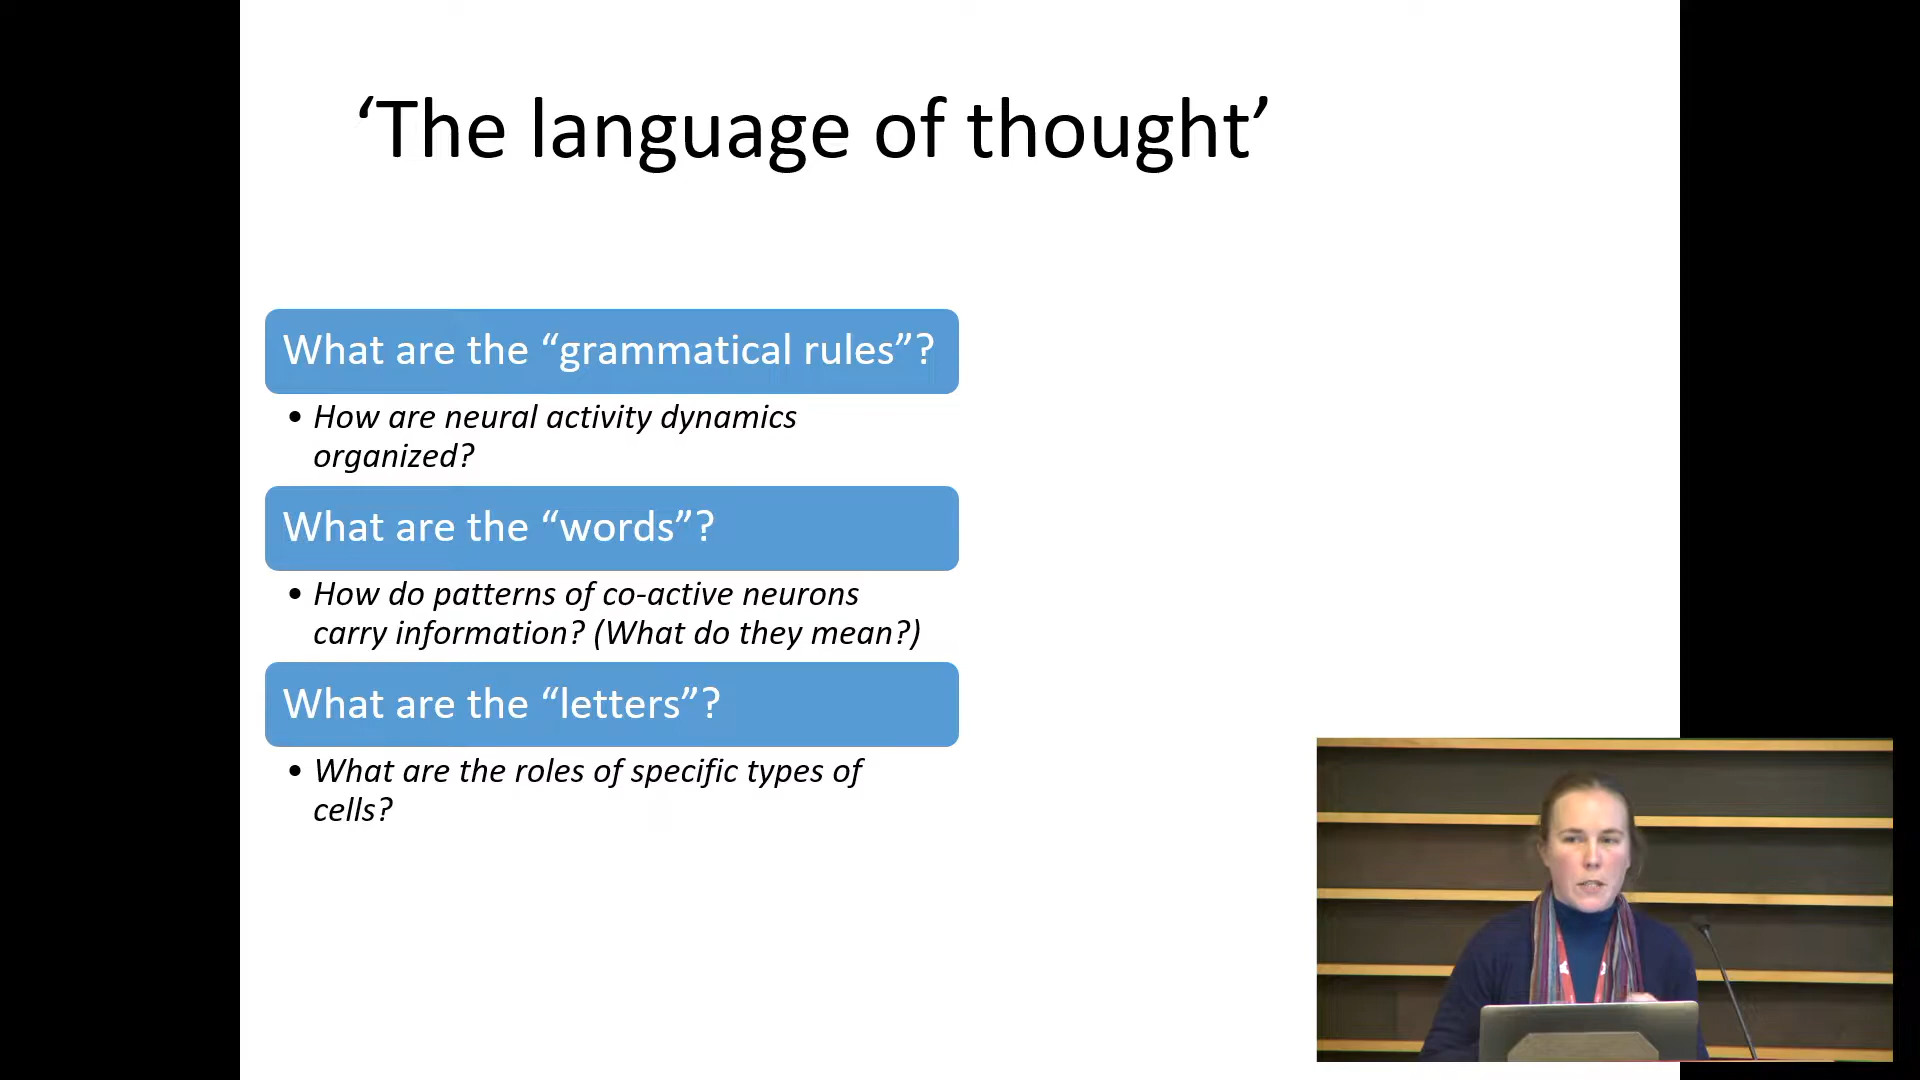 ‘The language of thought’
What are the “grammatical rules”?
• How are neural activity dynamics
organized?
What are the “words”?
• How do patterns of co-active neurons
carry information? (What do they mean?)
What are the “letters”?
• What are the roles of specific types of
cells?